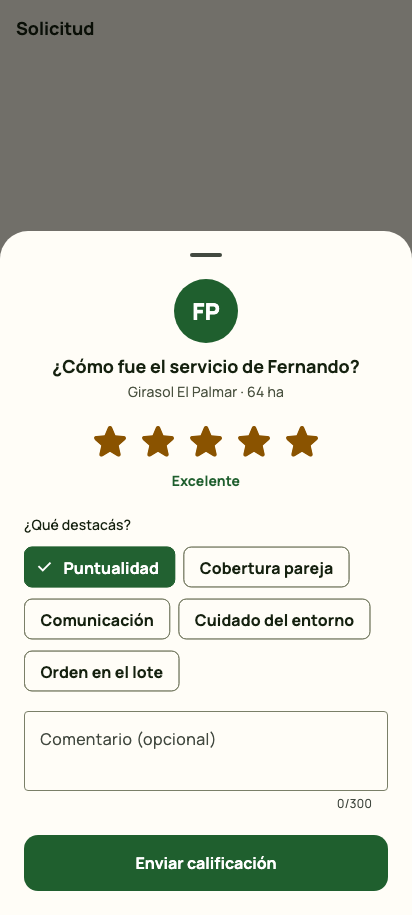 Solicitud
FP
¿Cómo fue el servicio de Fernando?
Girasol El Palmar · 64 ha
Excelente
¿Qué destacás?
Puntualidad
Cobertura pareja
Comunicación
Cuidado del entorno
Orden en el lote
Comentario (opcional)
0/300
Enviar calificación